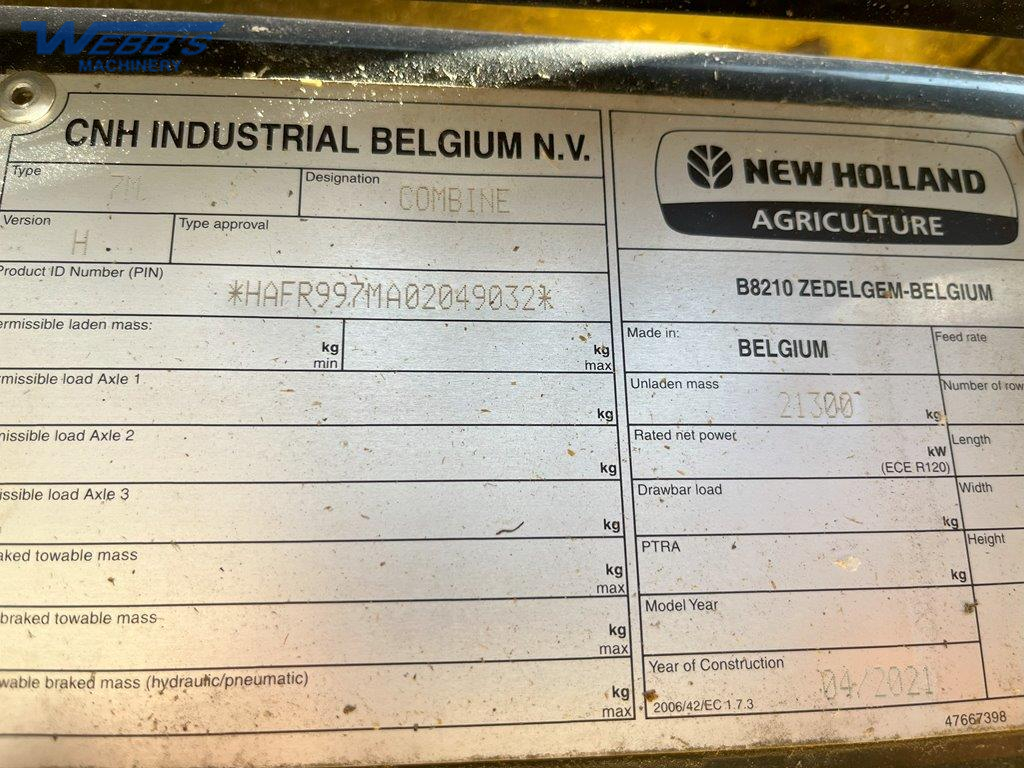 WEBB'S
MACHINERY
CNH INDUSTRIAL BELGIUM N.V.
Type
7M
Designation
COMBINE
Version
H
Type approval
Product ID Number (PIN)
*HAFR997MA02049032*
ermissible laden mass:
kg
min
kg
max
missible load Axle 1
kg
nissible load Axle 2
kg
issible load Axle 3
kg
aked towable mass
kg
max
braked towable mass
kg
max
wable braked mass (hydraulic/pneumatic)
kg
max
NEW HOLLAND
AGRICULTURE
B8210 ZEDELGEM-BELGIUM
Made in:
BELGIUM
Feed rate
Unladen mass
21300
kg
Number of row
Rated net power
kW
(ECE R120)
Length
Drawbar load
kg
Width
PTRA
kg
Height
Model Year
Year of Construction
04/2021
2006/42/EC 1.7.3
47667398